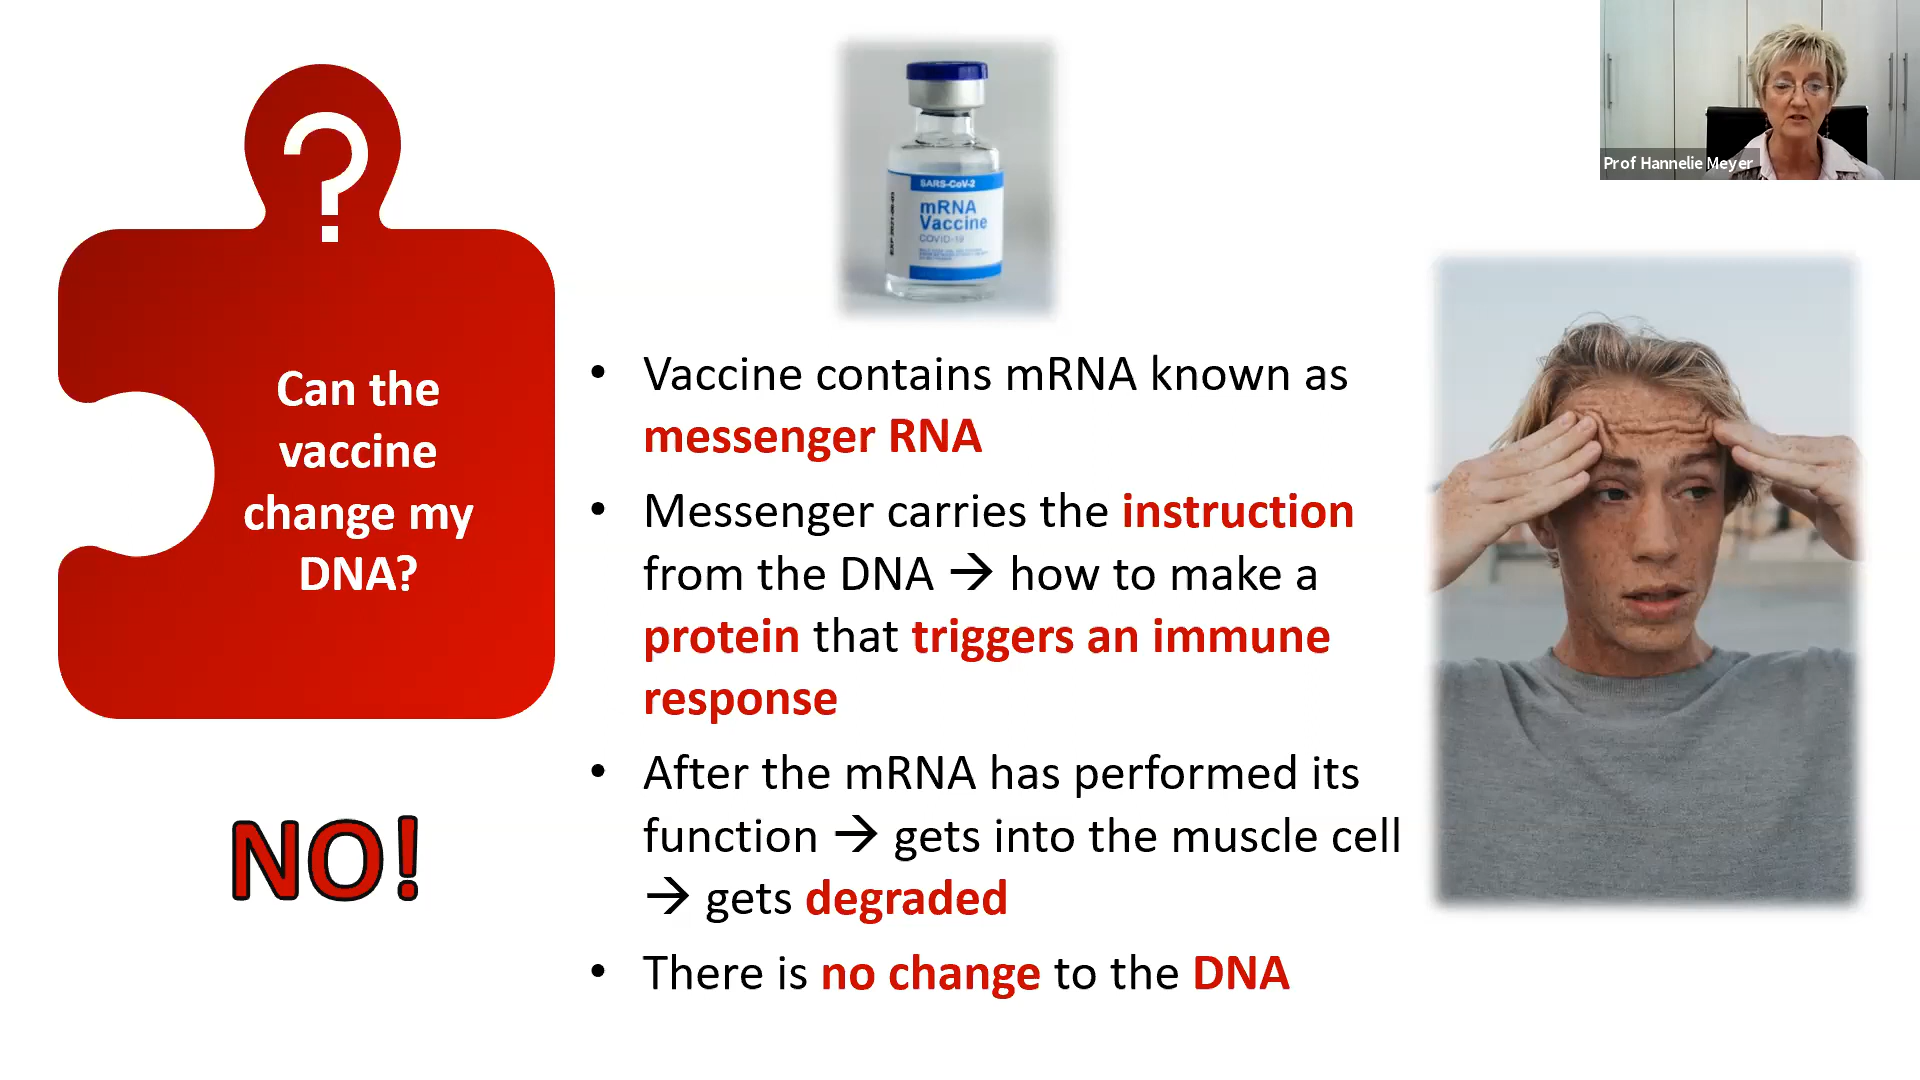 ?
Can the
vaccine
change my
DNA?
NO!
SARS-CoV-2
mRNA
Vaccine
COVID-19
• Vaccine contains mRNA known as
messenger RNA
• Messenger carries the instruction
from the DNA → how to make a
protein that triggers an immune
response
• After the mRNA has performed its
function → gets into the muscle cell
→ gets degraded
• There is no change to the DNA
Prof Hannelie Meyer